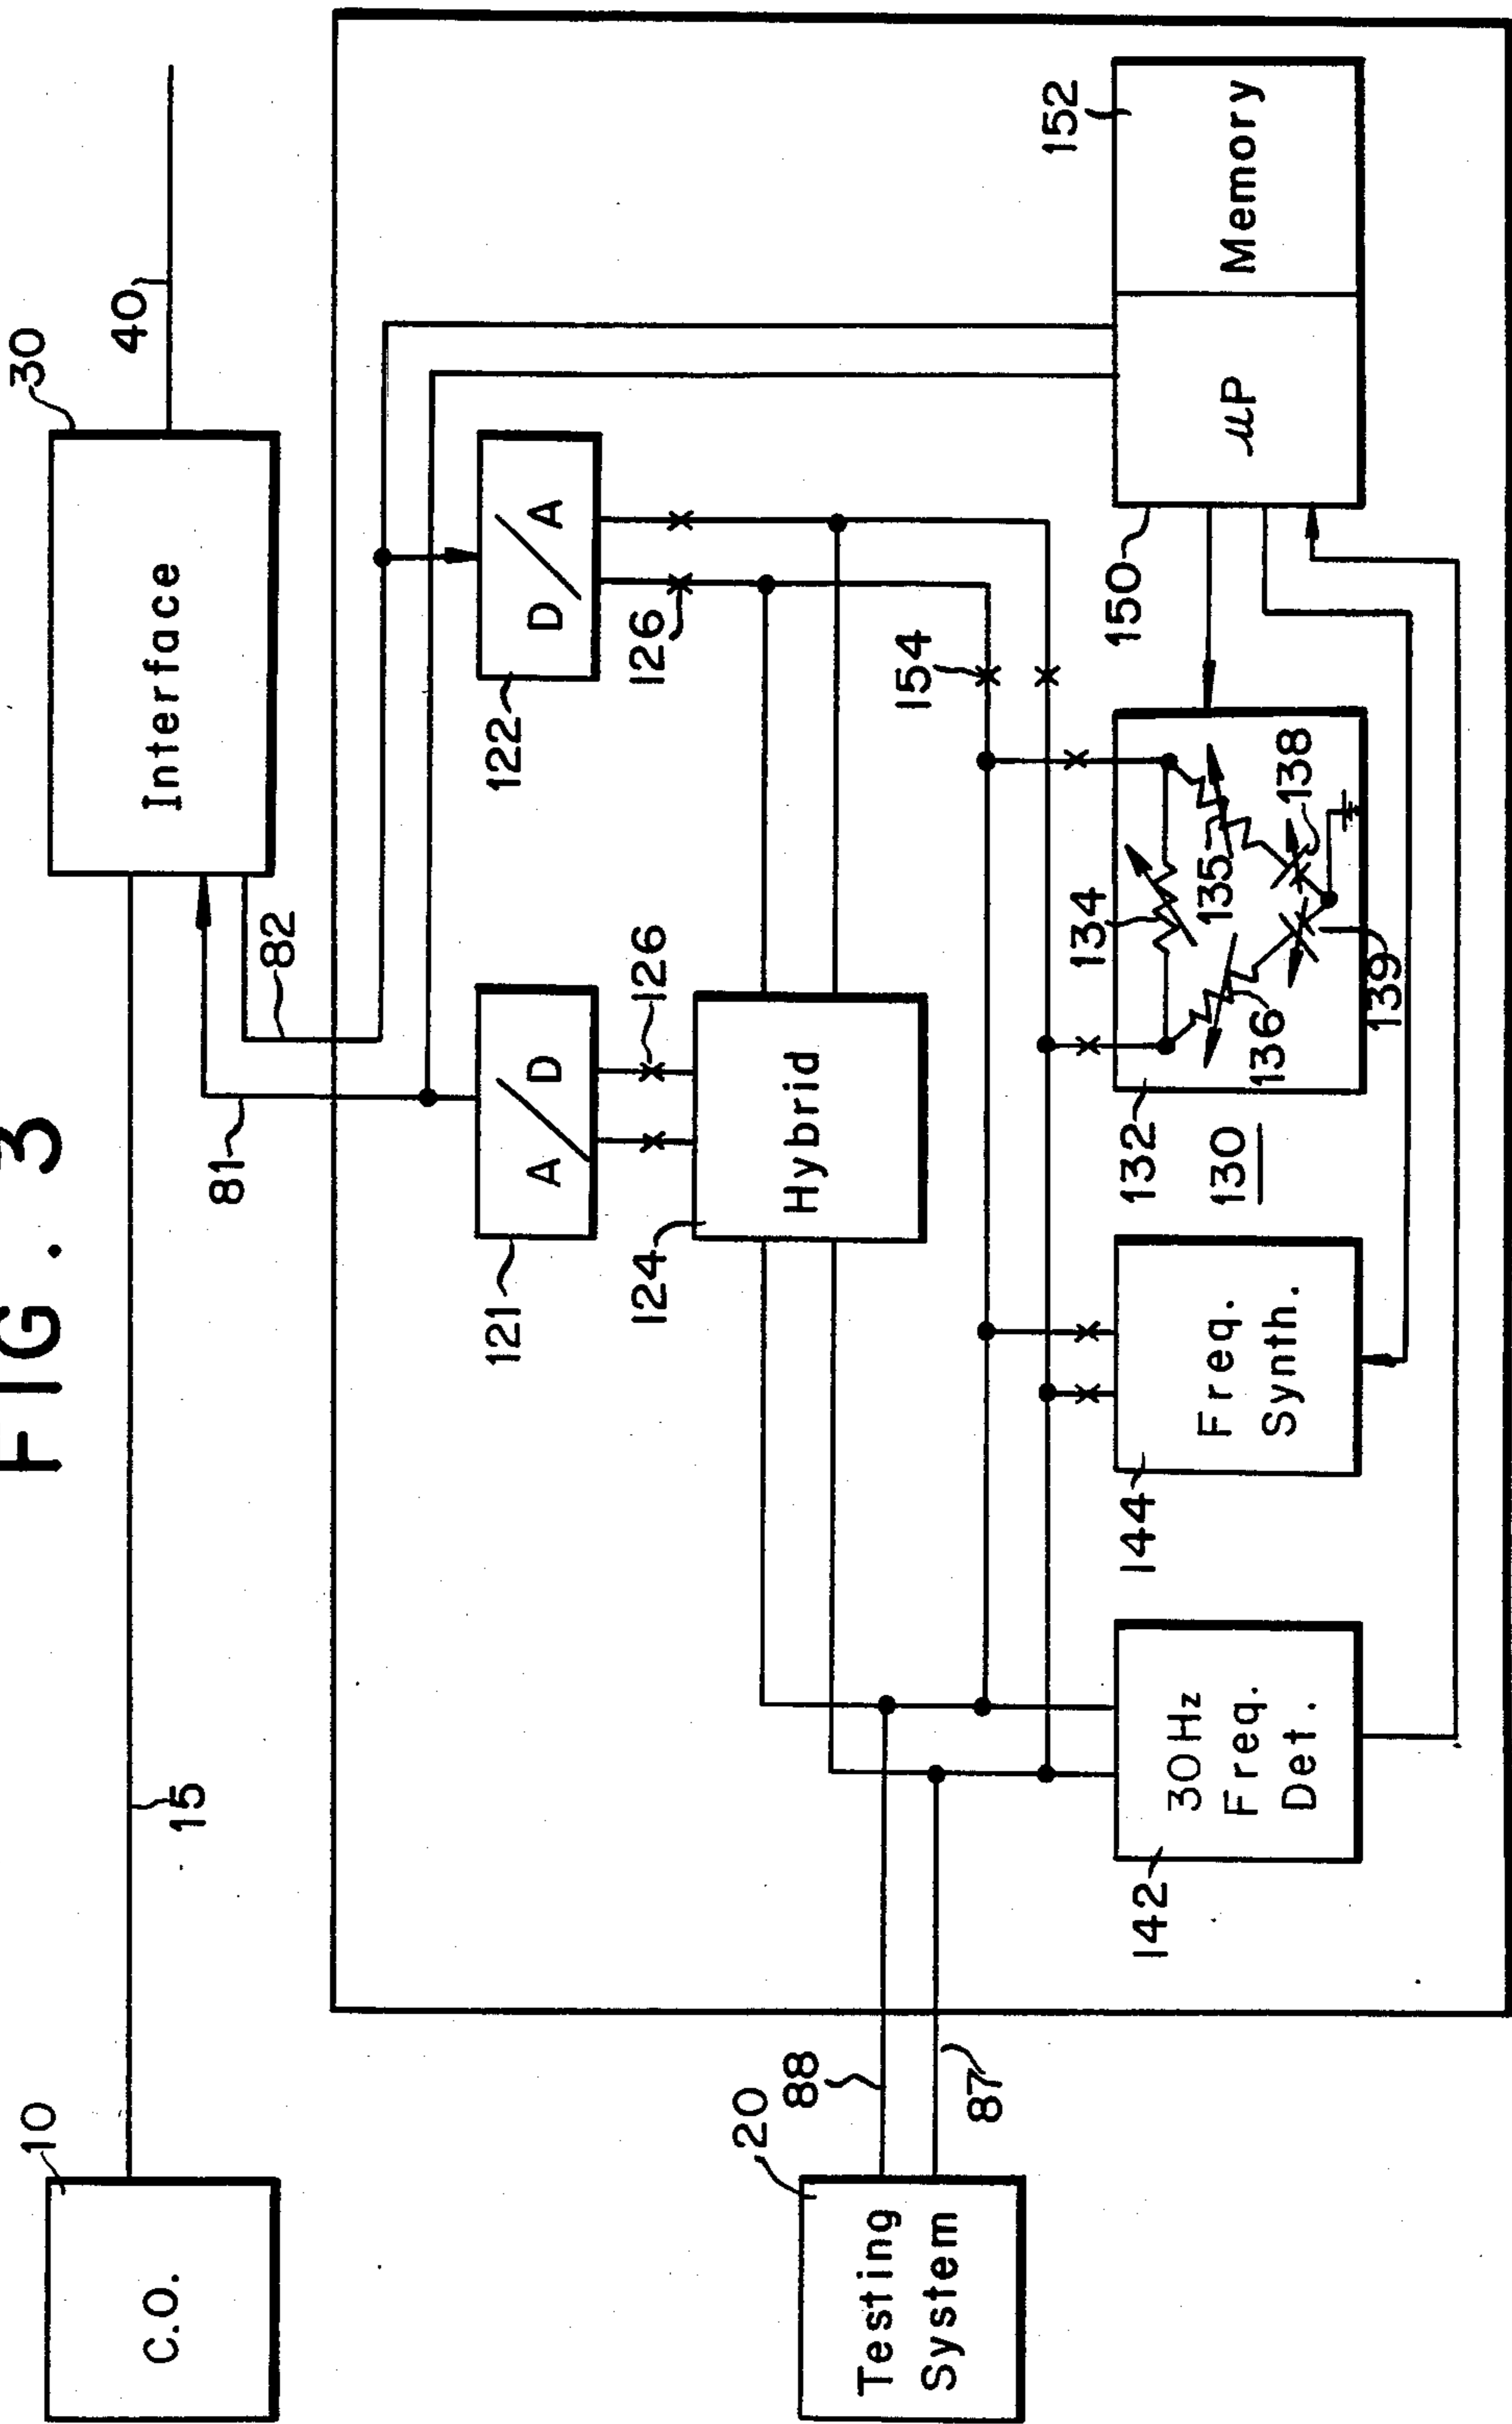 FIG. 3
10
C.O.
15
30
Interface
40
81
82
20
Testing
System
88
87
121
A/D
126
122
D/A
126
124
Hybrid
154
142
30Hz
Freq.
Det.
144
Freq.
Synth.
130
132
134
135
136
138
139
150
µP
152
Memory